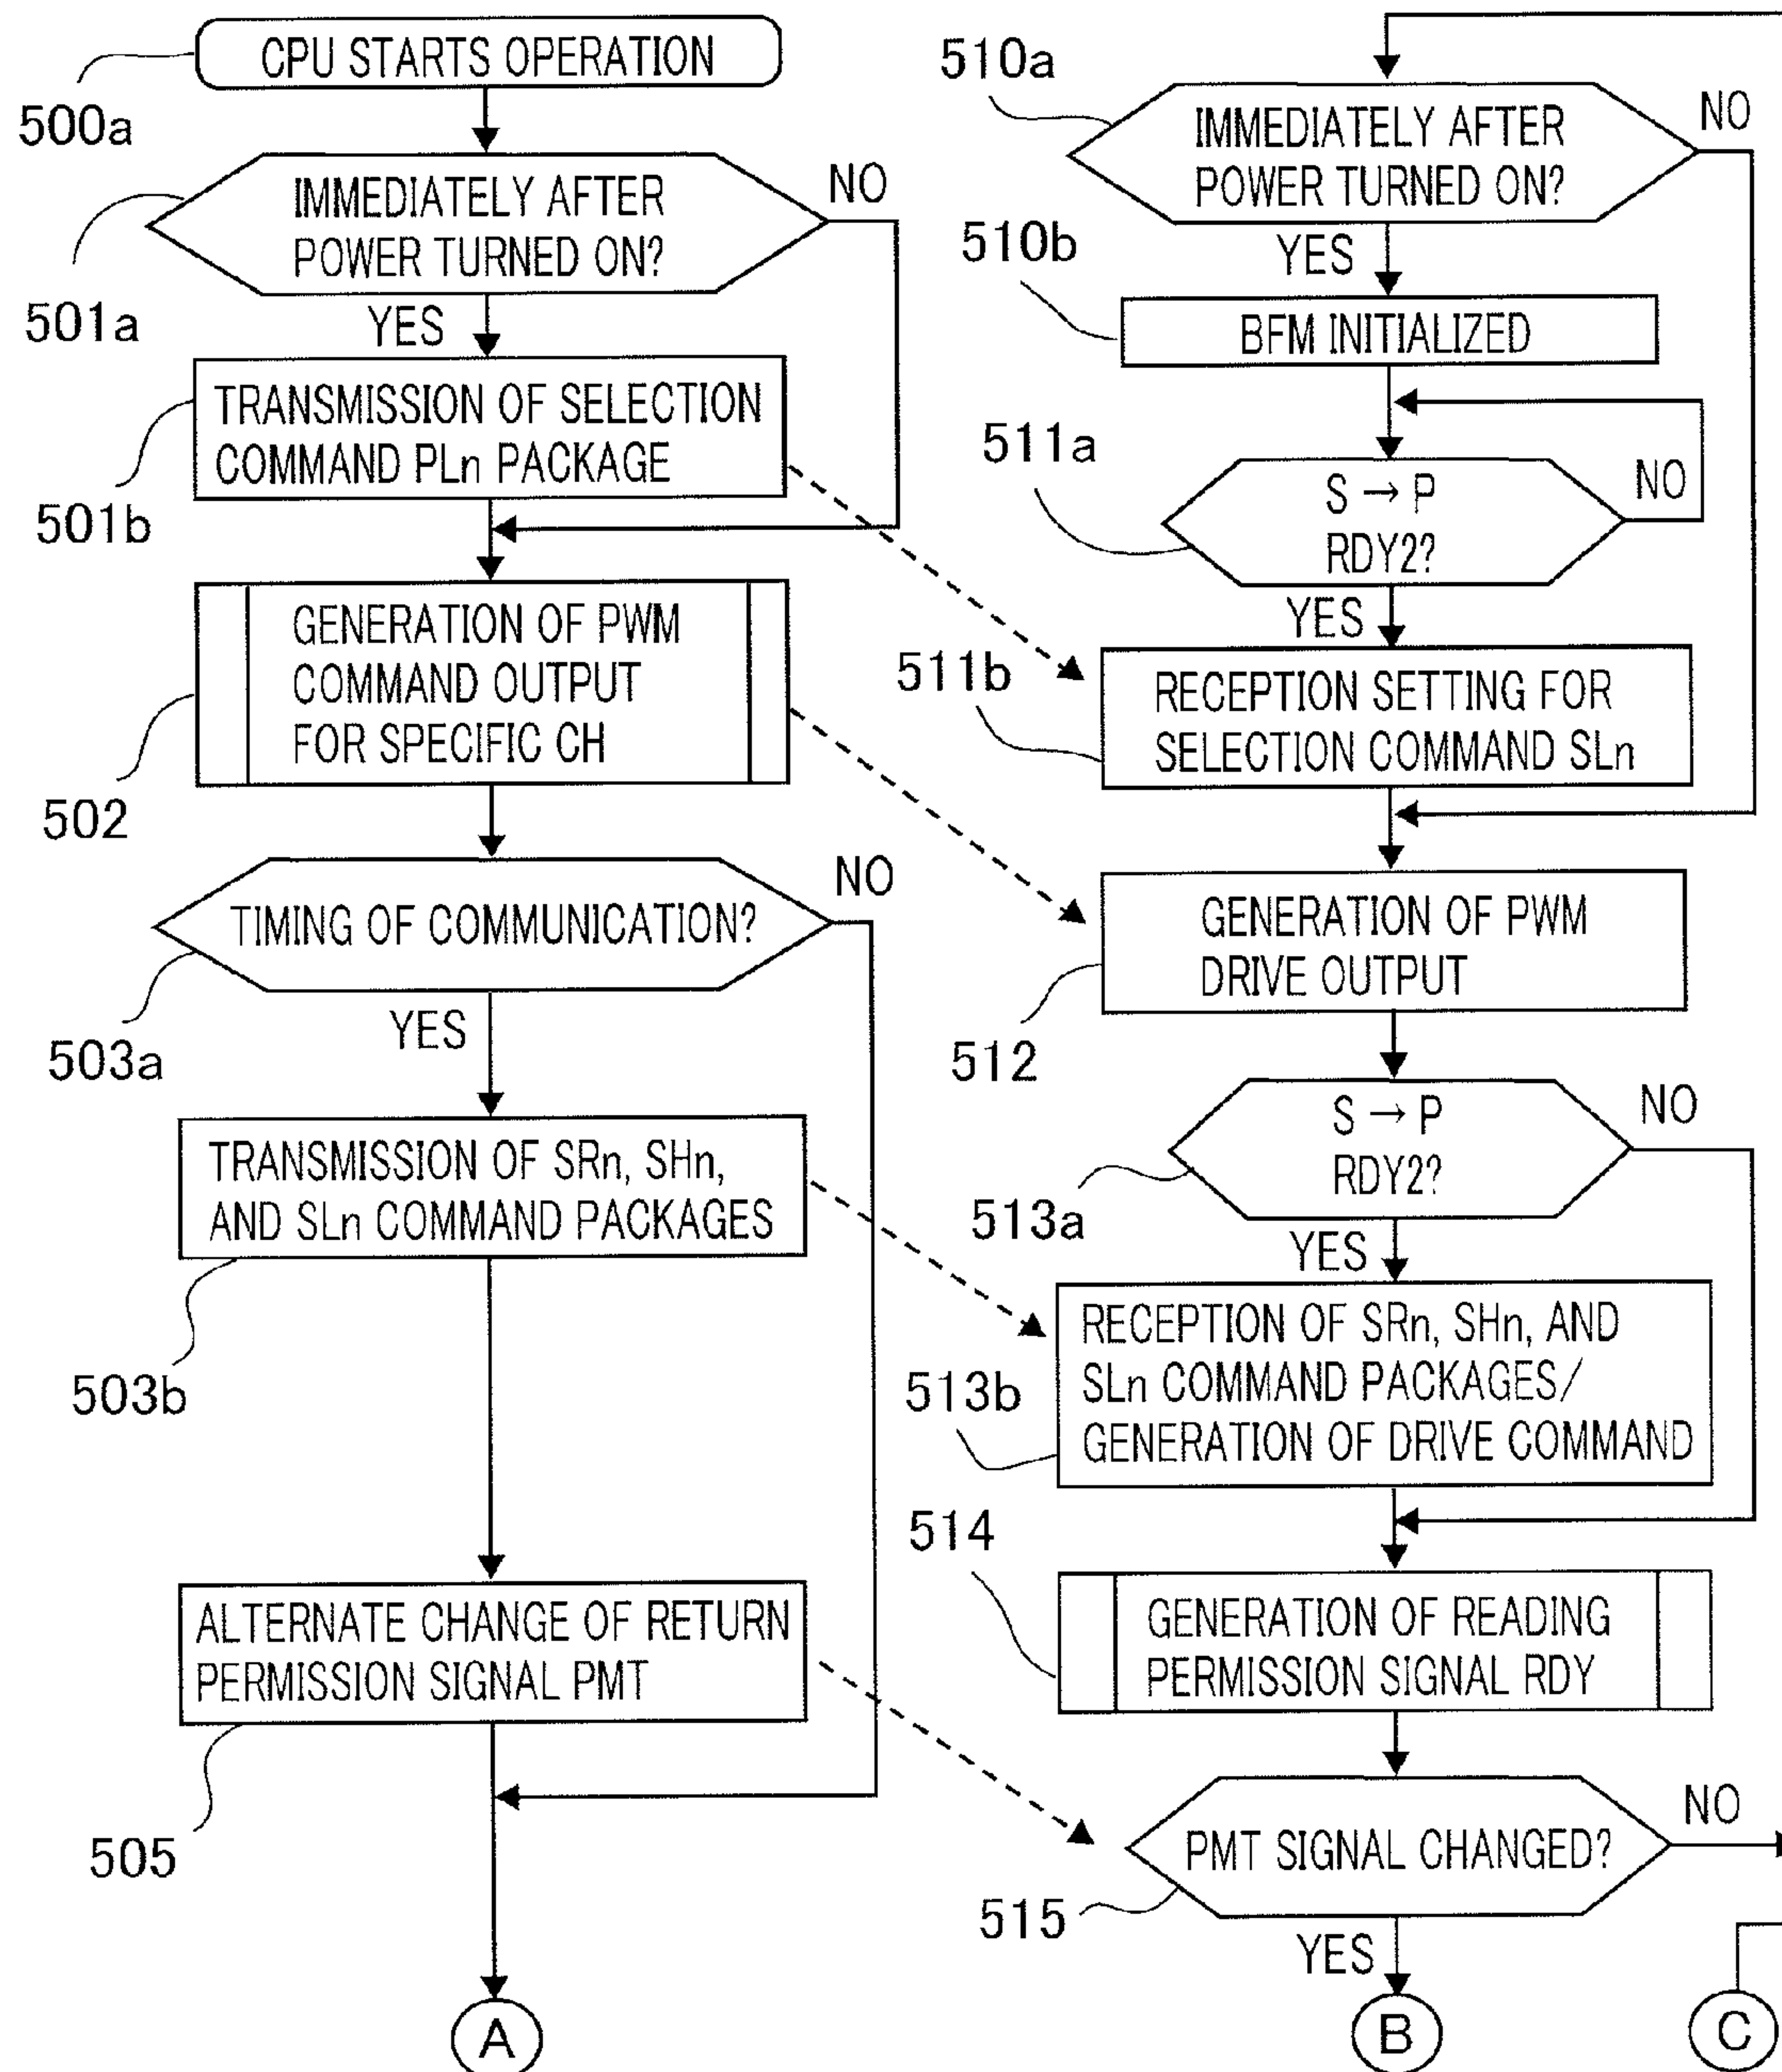 CPU STARTS OPERATION
500a
IMMEDIATELY AFTER
POWER TURNED ON?
NO
501a
YES
TRANSMISSION OF SELECTION
COMMAND PLn PACKAGE
501b
GENERATION OF PWM
COMMAND OUTPUT
FOR SPECIFIC CH
502
TIMING OF COMMUNICATION?
NO
503a
YES
TRANSMISSION OF SRn, SHn,
AND SLn COMMAND PACKAGES
503b
ALTERNATE CHANGE OF RETURN
PERMISSION SIGNAL PMT
505
A
510a
IMMEDIATELY AFTER
POWER TURNED ON?
NO
510b
YES
BFM INITIALIZED
511a
S → P
RDY2?
NO
YES
511b
RECEPTION SETTING FOR
SELECTION COMMAND SLn
GENERATION OF PWM
DRIVE OUTPUT
512
S → P
RDY2?
NO
513a
YES
RECEPTION OF SRn, SHn, AND
SLn COMMAND PACKAGES/
GENERATION OF DRIVE COMMAND
513b
514
GENERATION OF READING
PERMISSION SIGNAL RDY
PMT SIGNAL CHANGED?
NO
515
YES
B
C